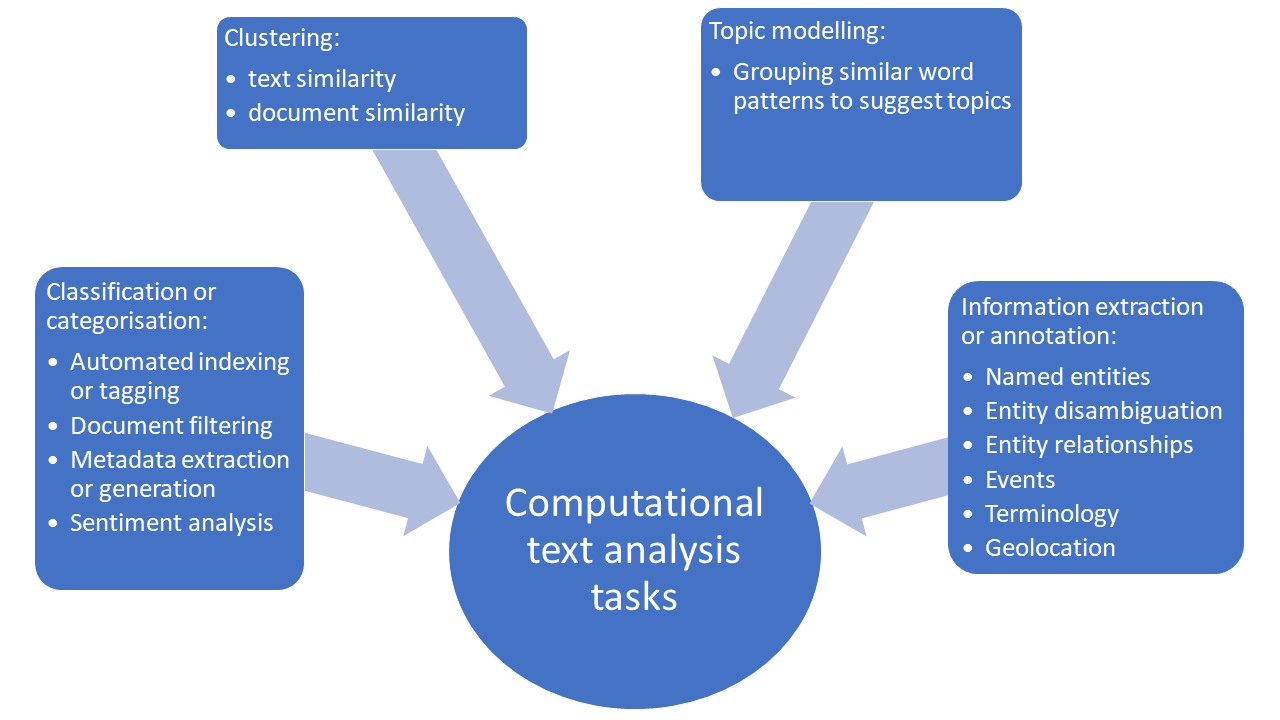 Clustering:
• text similarity
• document similarity
Topic modelling:
• Grouping similar word
patterns to suggest topics
Classification or
categorisation:
• Automated indexing
or tagging
• Document filtering
• Metadata extraction
or generation
• Sentiment analysis
Information extraction
or annotation:
• Named entities
• Entity disambiguation
• Entity relationships
• Events
• Terminology
• Geolocation
Computational
text analysis
tasks